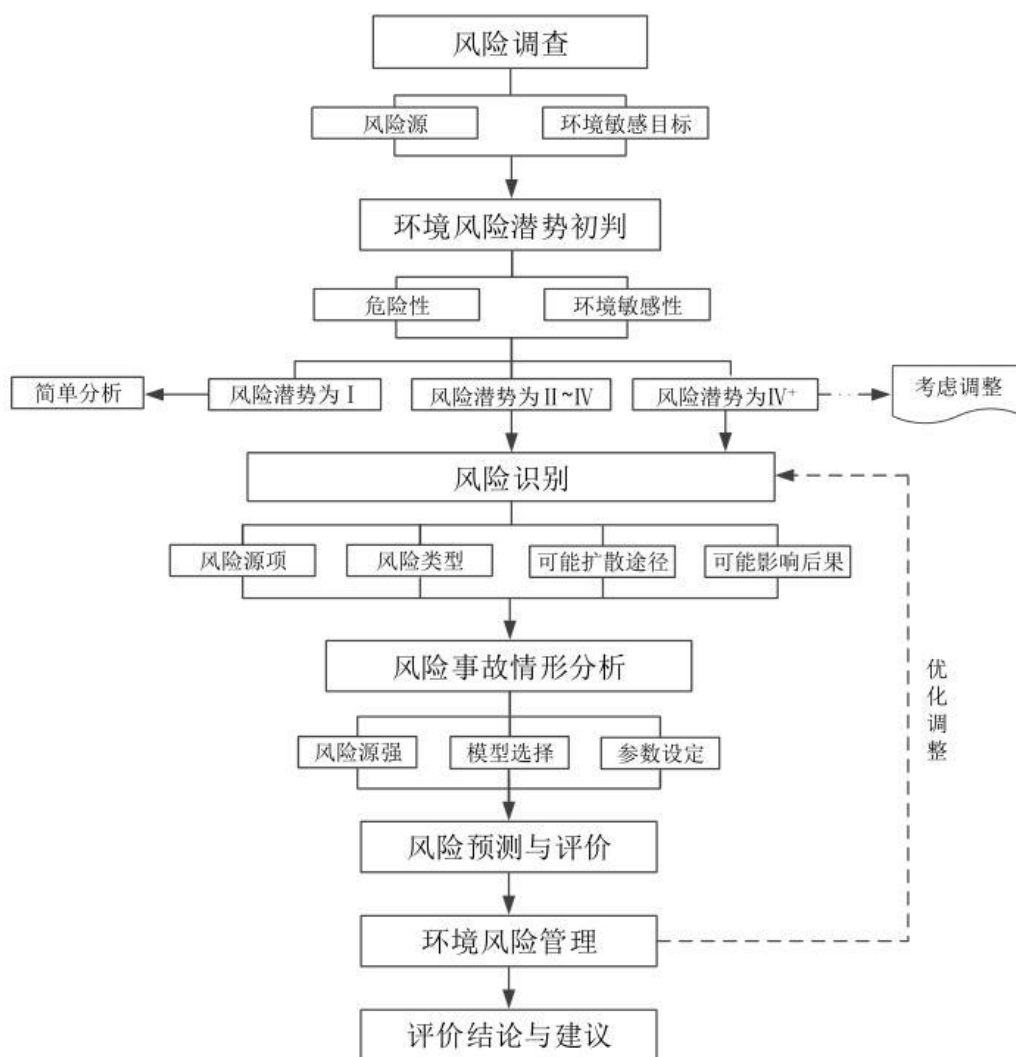 风险调查
风险源
环境敏感目标
环境风险潜势初判
危险性
环境敏感性
简单分析
风险潜势为Ⅰ
风险潜势为Ⅱ~Ⅳ
风险潜势为Ⅳ⁺
考虑调整
风险识别
风险源项
风险类型
可能扩散途径
可能影响后果
风险事故情形分析
优化调整
风险源强
模型选择
参数设定
风险预测与评价
环境风险管理
评价结论与建议